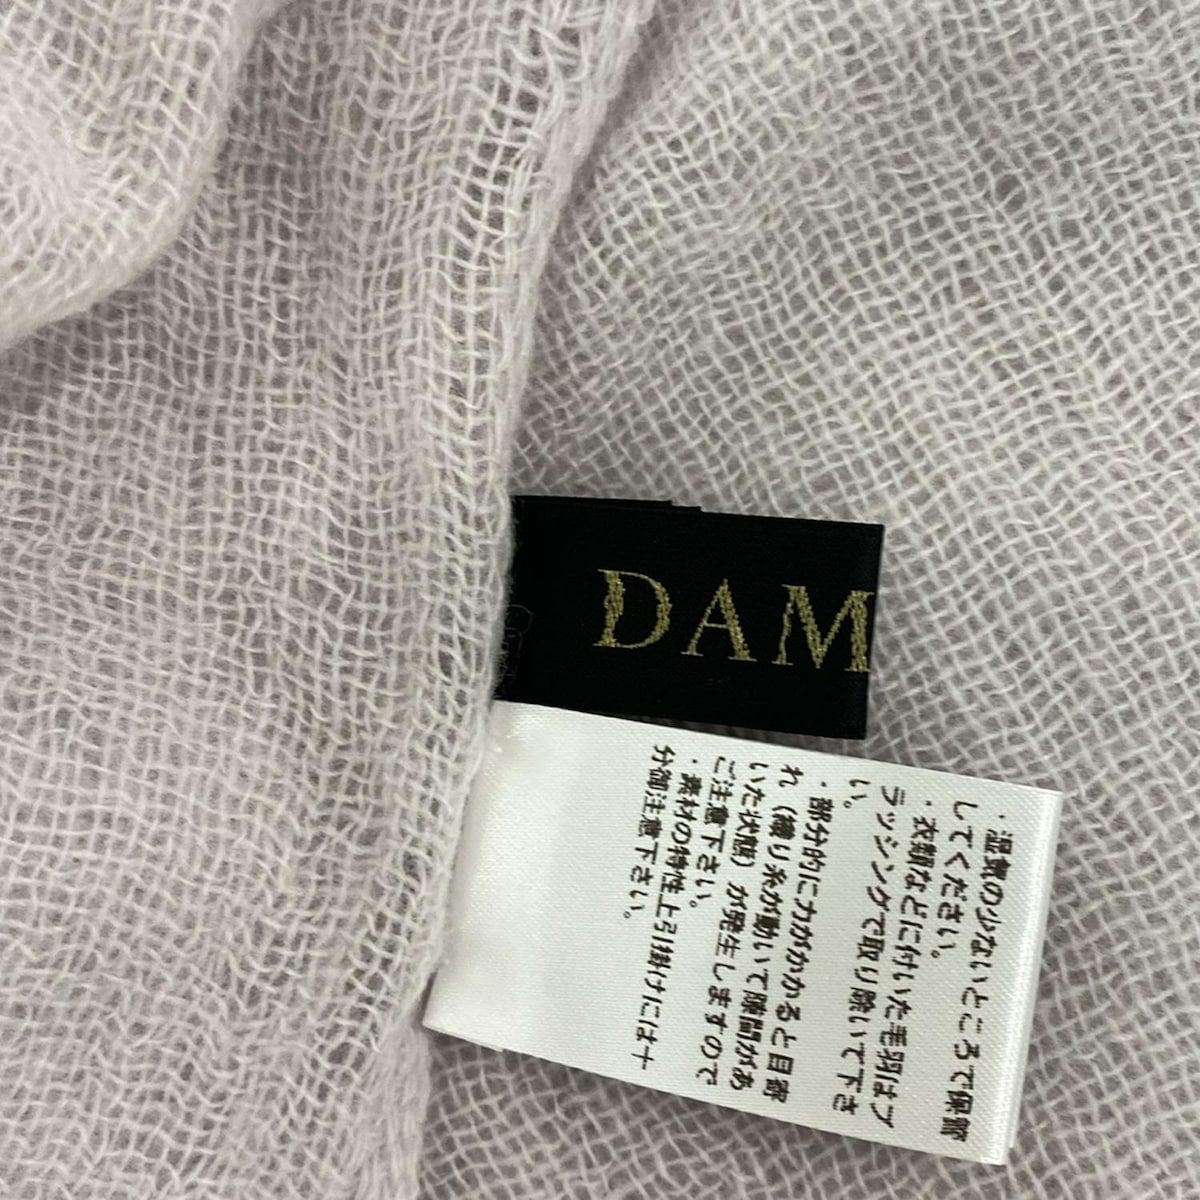 DAM
・湿気の少ないところで保管
してください。
・衣類などに付いた毛羽はブ
ラッシングで取り除いて下さ
い。
・部分的に力がかかると目寄
れ（織り糸が動いて隙間があ
いた状態）が発生しますので
ご注意下さい。
・素材の特性上引掛けには十
分御注意下さい。